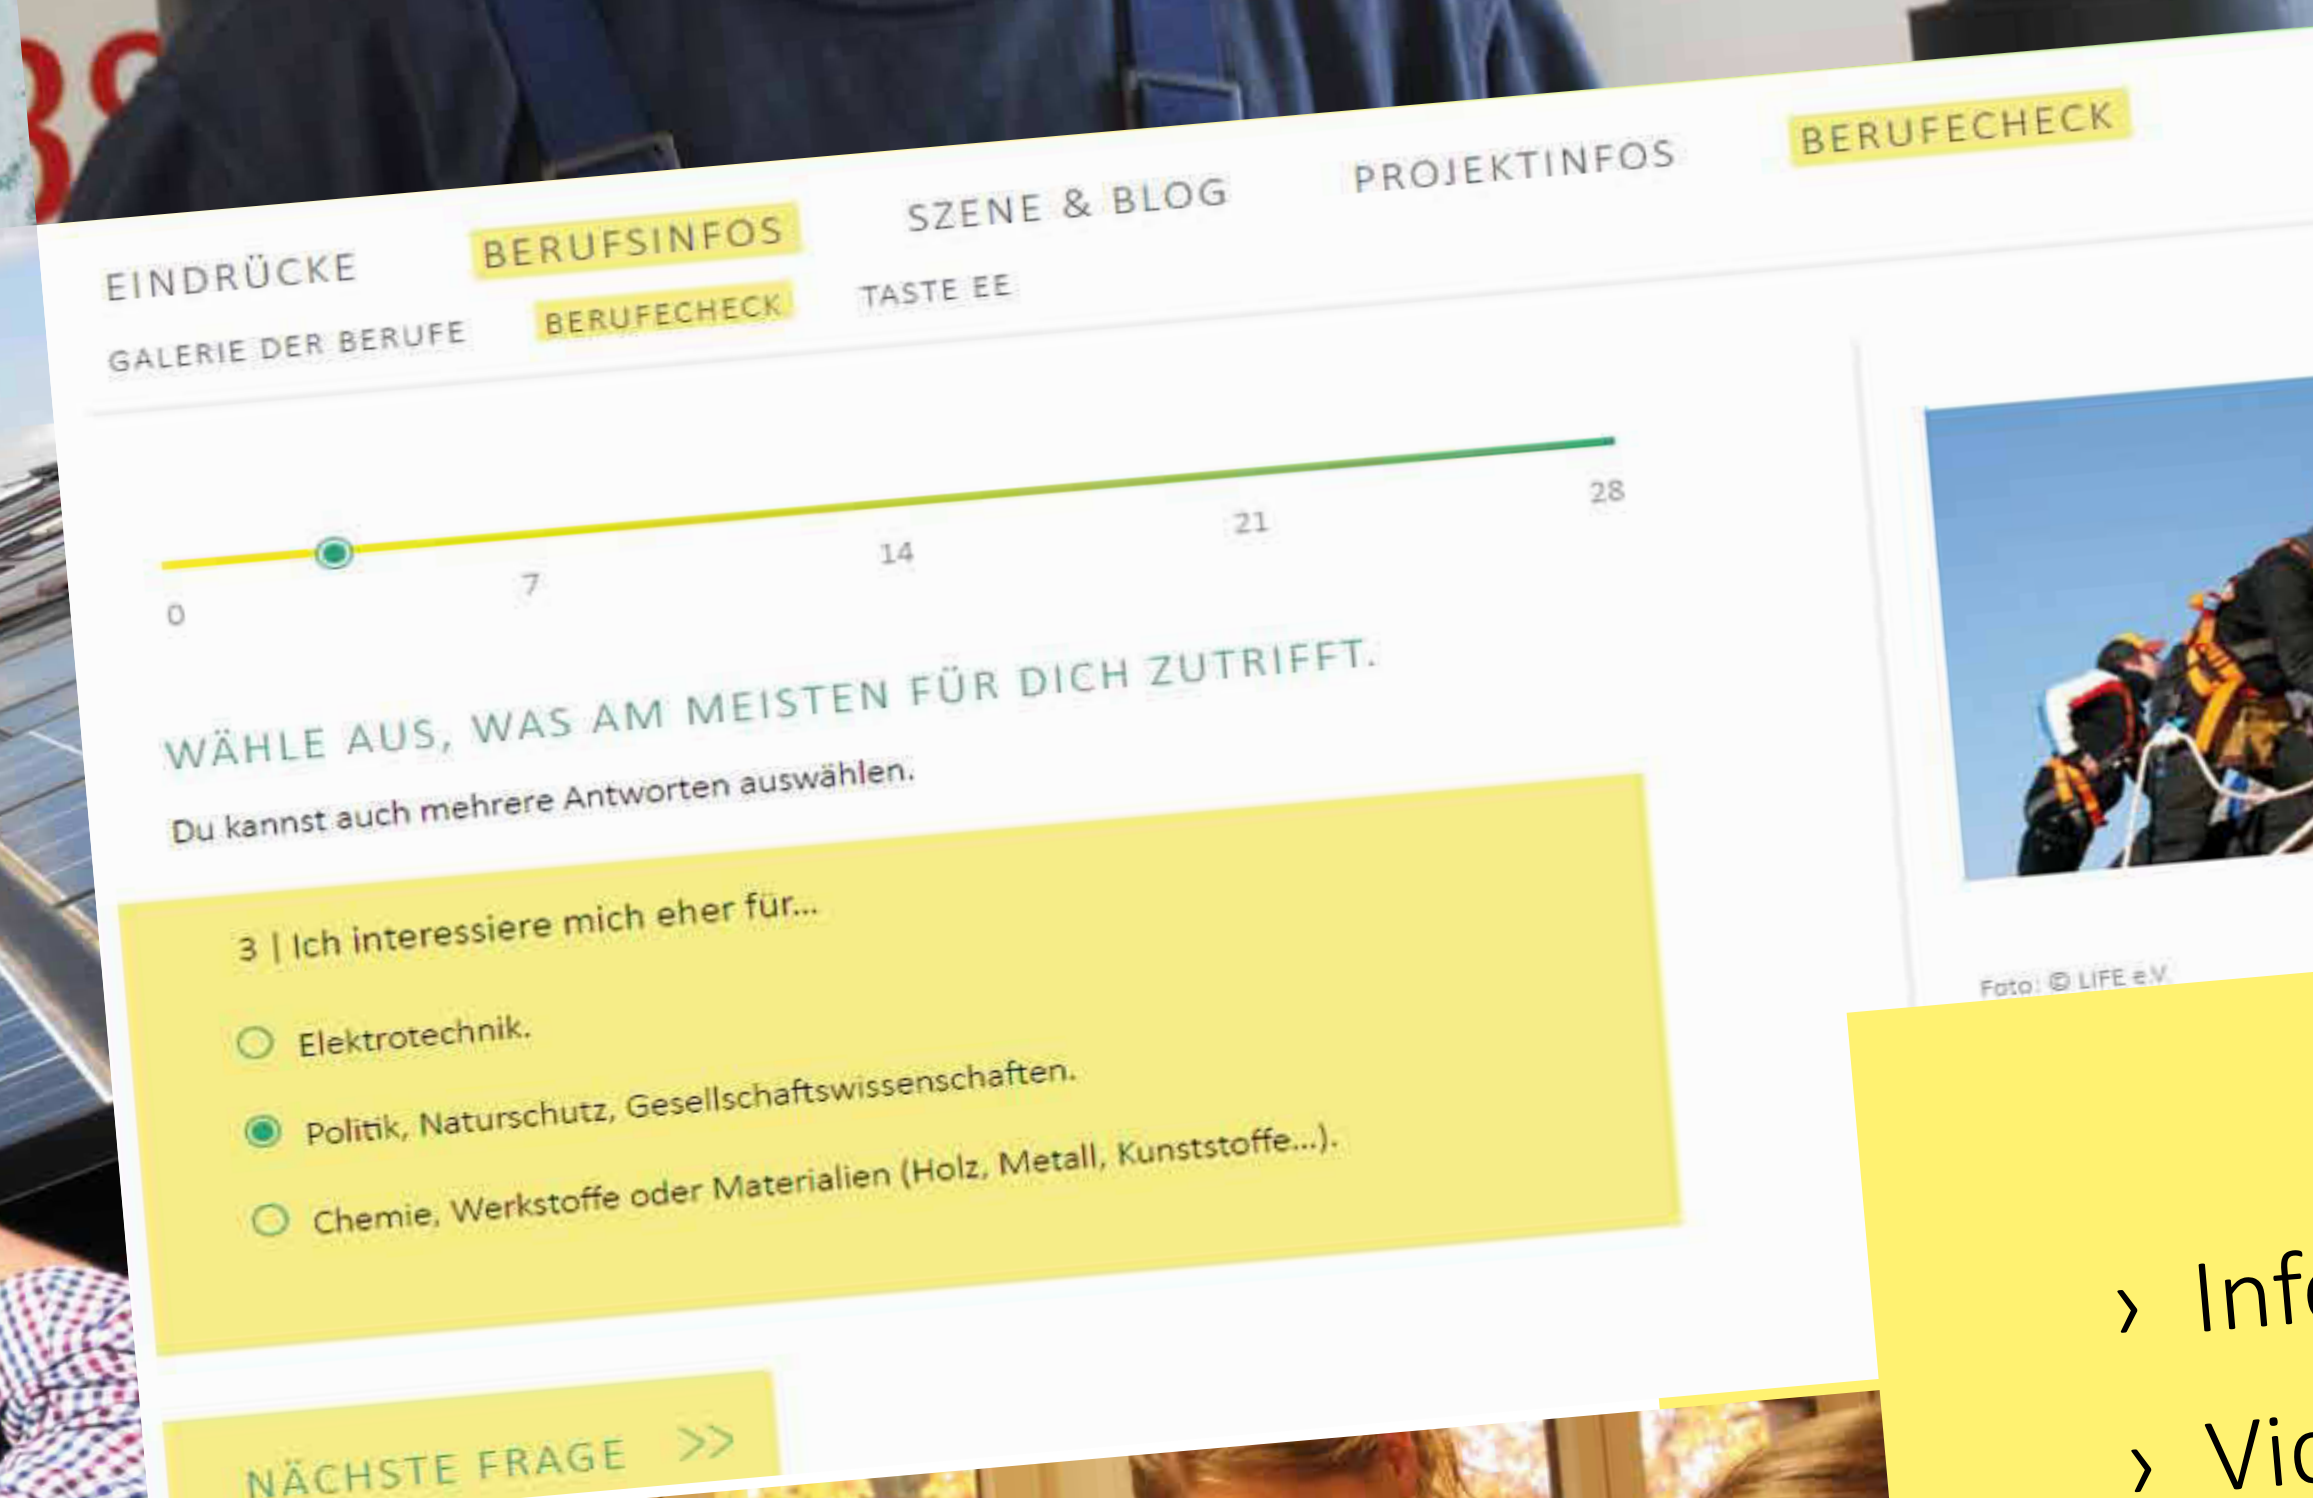 EINDRÜCKE BERUFSINFOS SZENE & BLOG PROJEKTINFOS BERUFECHECK
GALERIE DER BERUFE BERUFECHECK TASTE EE
0 7 14 21 28
WÄHLE AUS, WAS AM MEISTEN FÜR DICH ZUTRIFFT.
Du kannst auch mehrere Antworten auswählen.
3 | Ich interessiere mich eher für...
Elektrotechnik.
Politik, Naturschutz, Gesellschaftswissenschaften.
Chemie, Werkstoffe oder Materialien (Holz, Metall, Kunststoffe...).
NÄCHSTE FRAGE >>
Foto: © LIFE e.V.